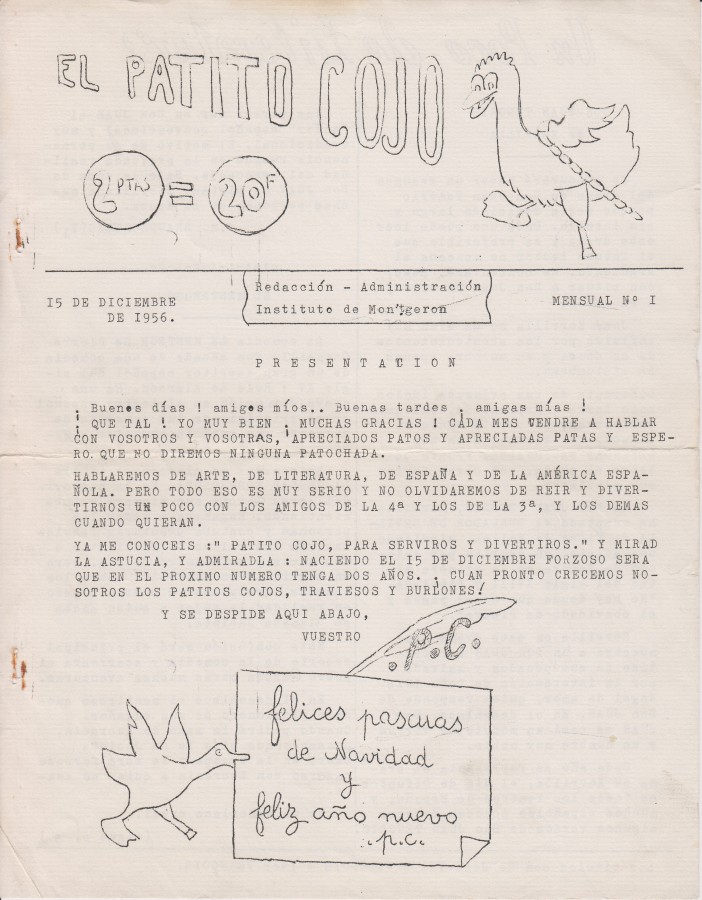 EL PATITO COJO
2 PTAS = 20F
Redacción - Administración
Instituto de Montgeron
15 DE DICIEMBRE
DE 1956.
MENSUAL Nº I
PRESENTACION
¡ Buenos días ! amigos míos.. Buenas tardes , amigas mías !
¡ QUE TAL ! YO MUY BIEN . MUCHAS GRACIAS ! CADA MES VENDRE A HABLAR
CON VOSOTROS Y VOSOTRAS, APRECIADOS PATOS Y APRECIADAS PATAS Y ESPE-
RO QUE NO DIREMOS NINGUNA PATOCHADA.
HABLAREMOS DE ARTE, DE LITERATURA, DE ESPAÑA Y DE LA AMÉRICA ESPA-
ÑOLA. PERO TODO ESO ES MUY SERIO Y NO OLVIDAREMOS DE REIR Y DIVER-
TIRNOS UN POCO CON LOS AMIGOS DE LA 4ª Y LOS DE LA 3ª, Y LOS DEMAS
CUANDO QUIERAN.
YA ME CONOCEIS :" PATITO COJO, PARA SERVIROS Y DIVERTIROS." Y MIRAD
LA ASTUCIA, Y ADMIRADLA : NACIENDO EL 15 DE DICIEMBRE FORZOSO SERA
QUE EN EL PROXIMO NUMERO TENGA DOS AÑOS. ¡ CUAN PRONTO CRECEMOS NO-
SOTROS LOS PATITOS COJOS, TRAVIESOS Y BURLONES!
Y SE DESPIDE AQUI ABAJO,
VUESTRO
.P.C.
felices pascuas
de Navidad
y
feliz año nuevo
.p.c.